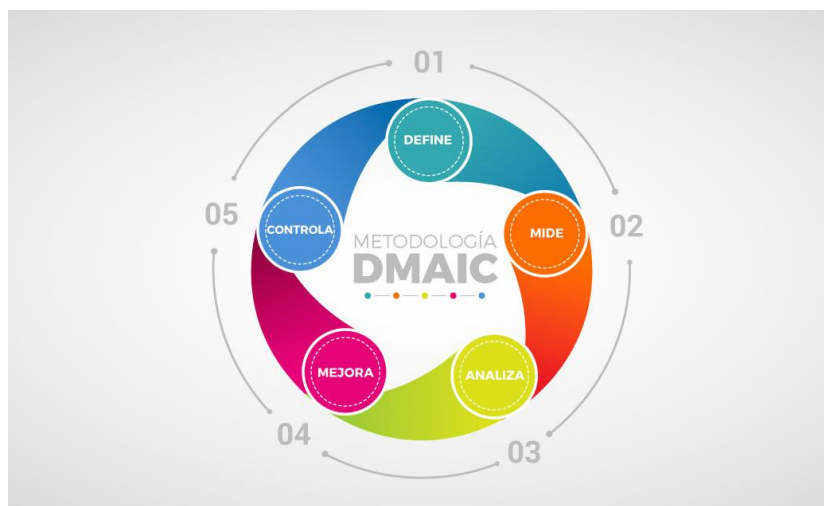 01
DEFINE
02
MIDE
03
ANALIZA
04
MEJORA
05
CONTROLA
METODOLOGÍA
DMAIC